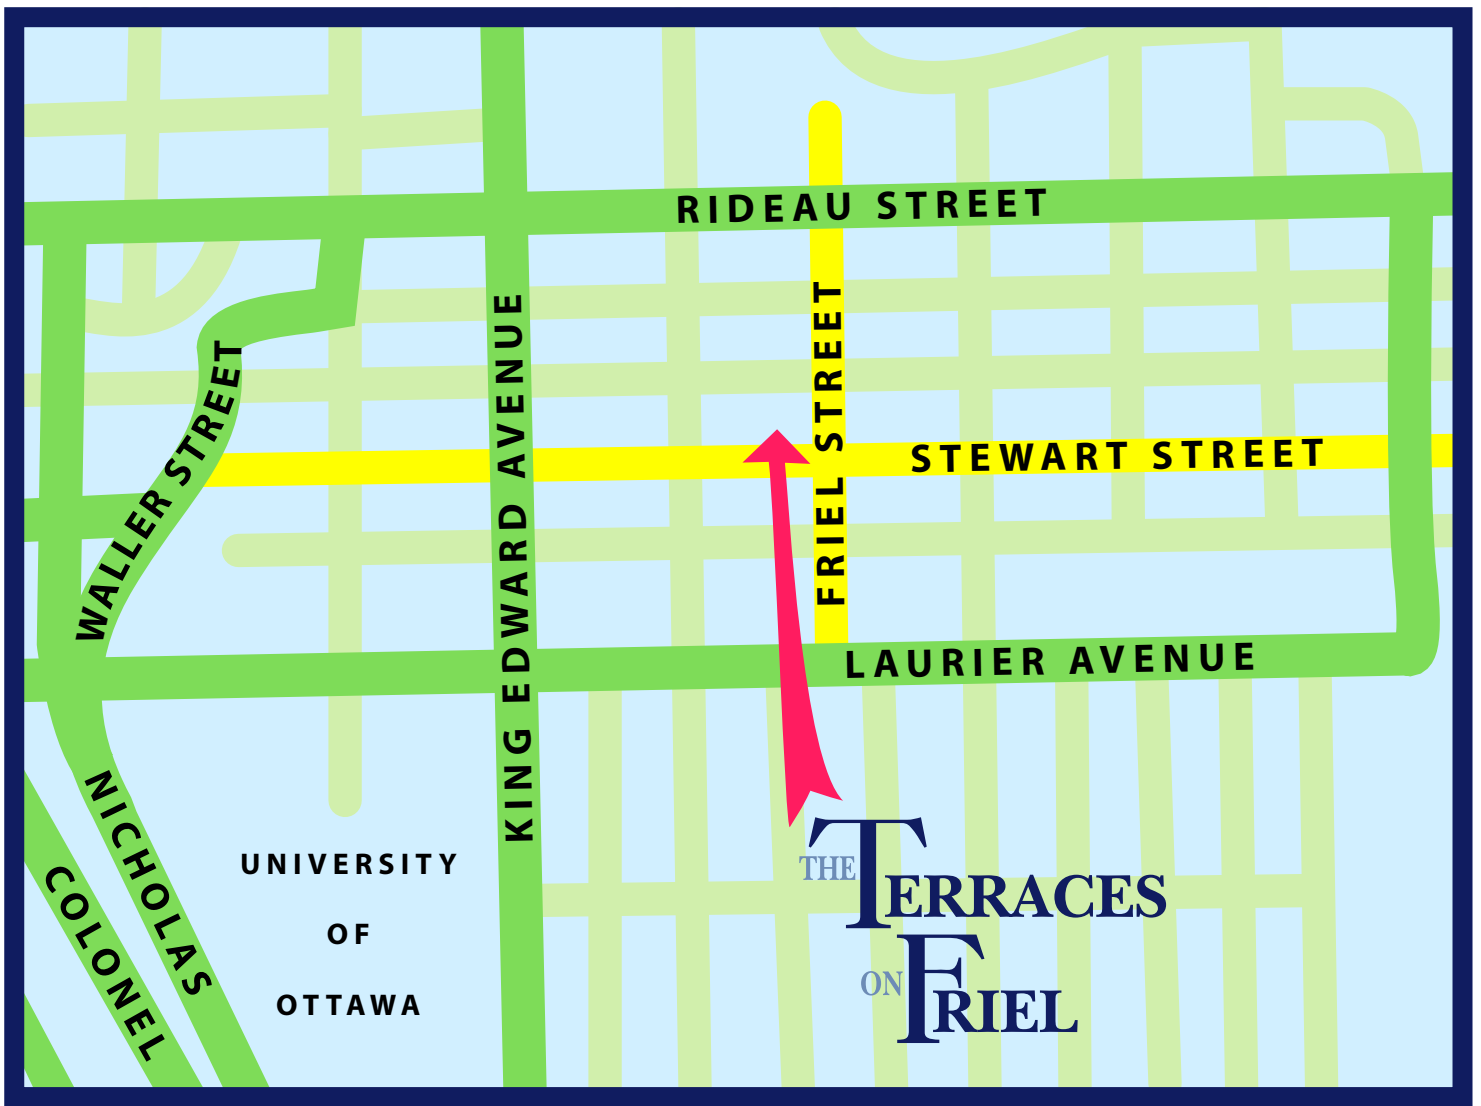 RIDEAU STREET
KING EDWARD AVENUE
FRIEL STREET
WALLER STREET
STEWART STREET
LAURIER AVENUE
NICHOLAS
COLONEL
UNIVERSITY
OF
OTTAWA
THE TERRACES
ON FRIEL